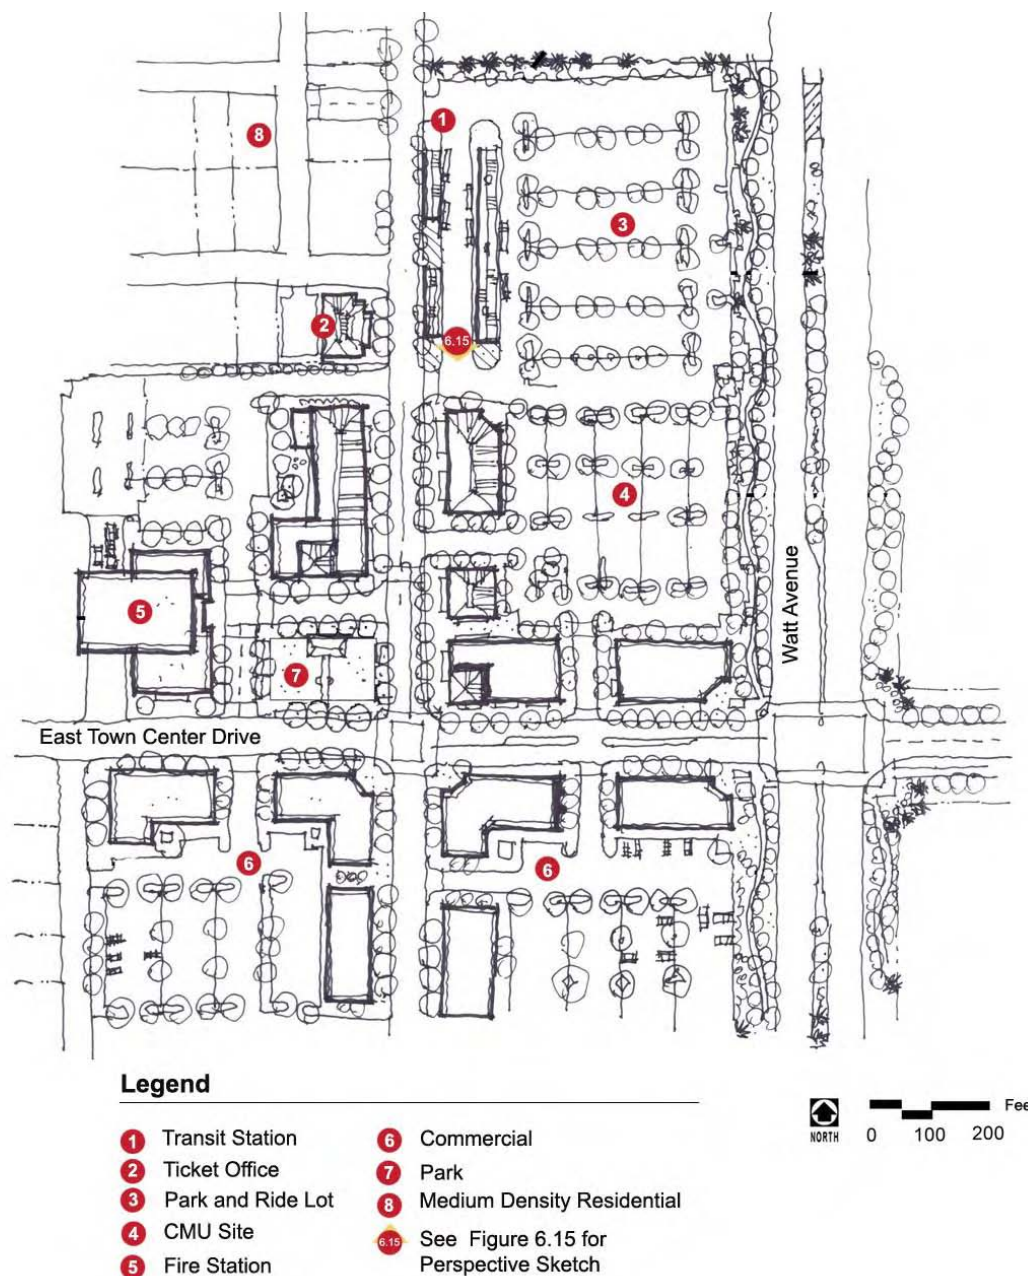 1
8
3
2
6.15
4
Watt Avenue
5
7
East Town Center Drive
6
6
Legend
1 Transit Station
2 Ticket Office
3 Park and Ride Lot
4 CMU Site
5 Fire Station
6 Commercial
7 Park
8 Medium Density Residential
6.15 See Figure 6.15 for
Perspective Sketch
NORTH
0 100 200
Fee